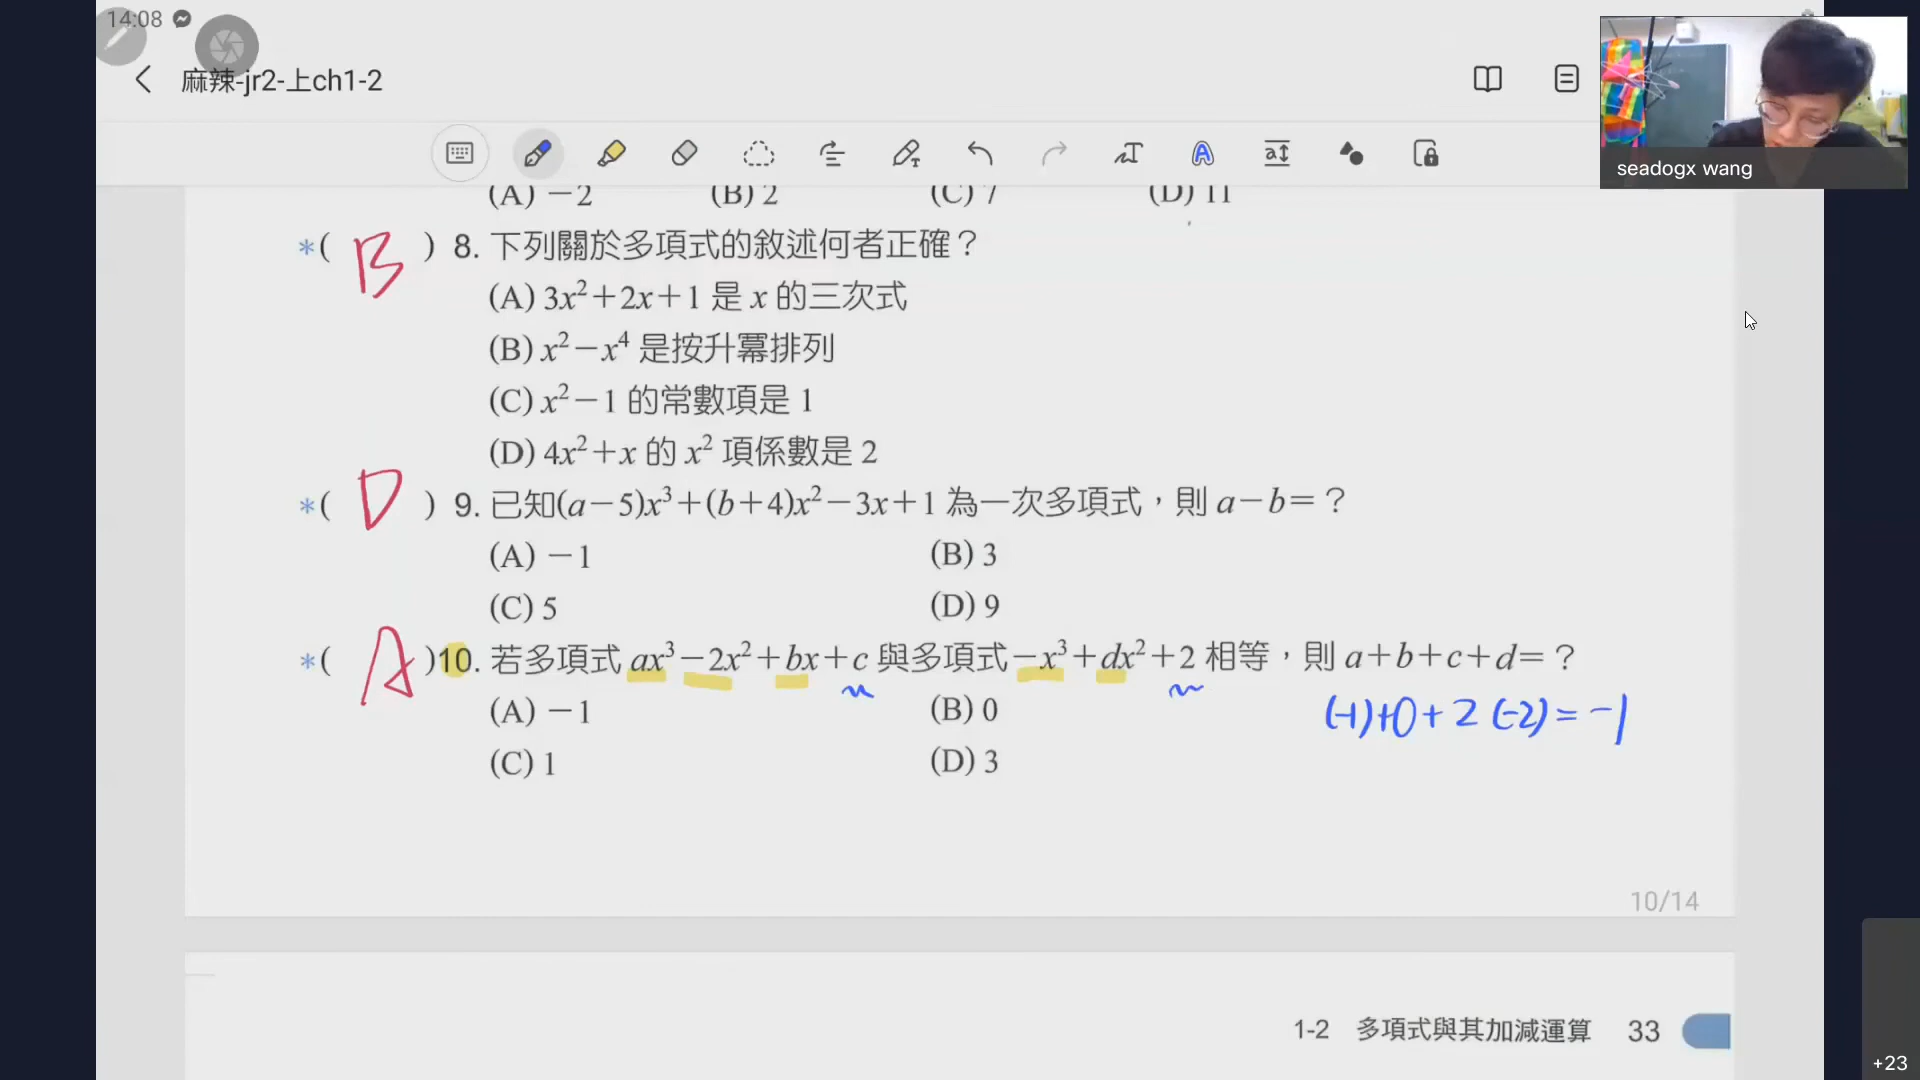 14:08
麻辣-jr2-上ch1-2
seadogx wang
(A) −2 (B) 2 (C) 7 (D) 11
*( B ) 8. 下列關於多項式的敘述何者正確？
(A) 3x²+2x+1 是 x 的三次式
(B) x²−x⁴ 是按升冪排列
(C) x²−1 的常數項是 1
(D) 4x²+x 的 x² 項係數是 2
*( D ) 9. 已知(a−5)x³+(b+4)x²−3x+1 為一次多項式，則 a−b=？
(A) −1 (B) 3
(C) 5 (D) 9
*( A )10. 若多項式 ax³−2x²+bx+c 與多項式−x³+dx²+2 相等，則 a+b+c+d=？
(A) −1 (B) 0 (-1)+0+2(-2)=-1
(C) 1 (D) 3
10/14
1-2 多項式與其加減運算 33
+23